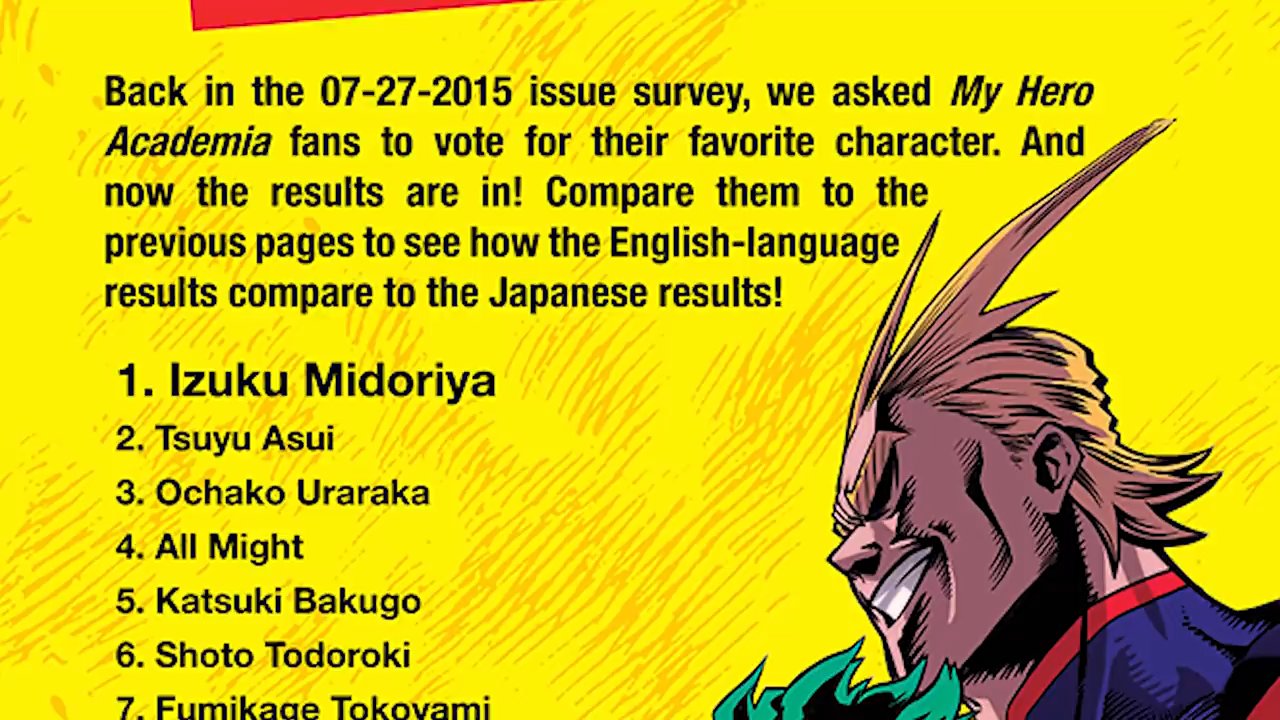 Back in the 07-27-2015 issue survey, we asked My Hero
Academia fans to vote for their favorite character. And
now the results are in! Compare them to the
previous pages to see how the English-language
results compare to the Japanese results!
1. Izuku Midoriya
2. Tsuyu Asui
3. Ochako Uraraka
4. All Might
5. Katsuki Bakugo
6. Shoto Todoroki
7. Fumikage Tokoyami